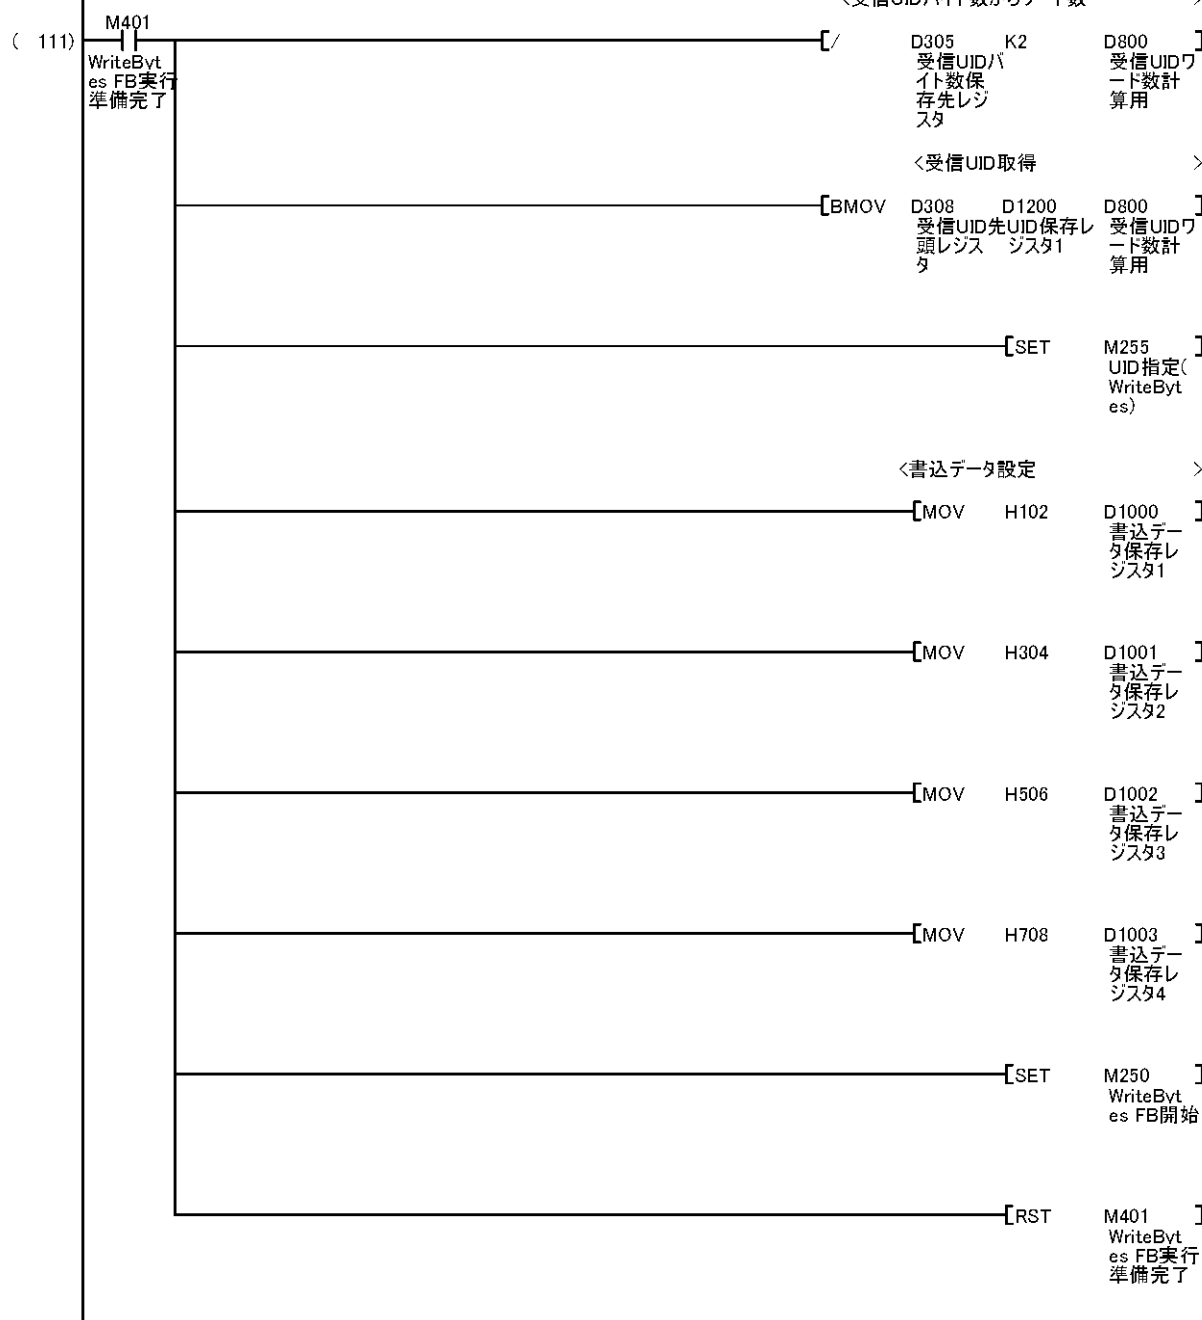 <受信UIDバイト数からワード数 >
M401
( 111)
[/ D305 K2 D800 ]
WriteByt
es FB実行
準備完了
受信UIDバ
イト数保
存先レジ
スタ
受信UIDワ
ード数計
算用
<受信UID取得 >
[BMOV D308 D1200 D800 ]
受信UID先
頭レジス
タ
UID保存レ
ジスタ1
受信UIDワ
ード数計
算用
[SET M255 ]
UID指定(
WriteByt
es)
<書込データ設定 >
[MOV H102 D1000 ]
書込デー
タ保存レ
ジスタ1
[MOV H304 D1001 ]
書込デー
タ保存レ
ジスタ2
[MOV H506 D1002 ]
書込デー
タ保存レ
ジスタ3
[MOV H708 D1003 ]
書込デー
タ保存レ
ジスタ4
[SET M250 ]
WriteByt
es FB開始
[RST M401 ]
WriteByt
es FB実行
準備完了